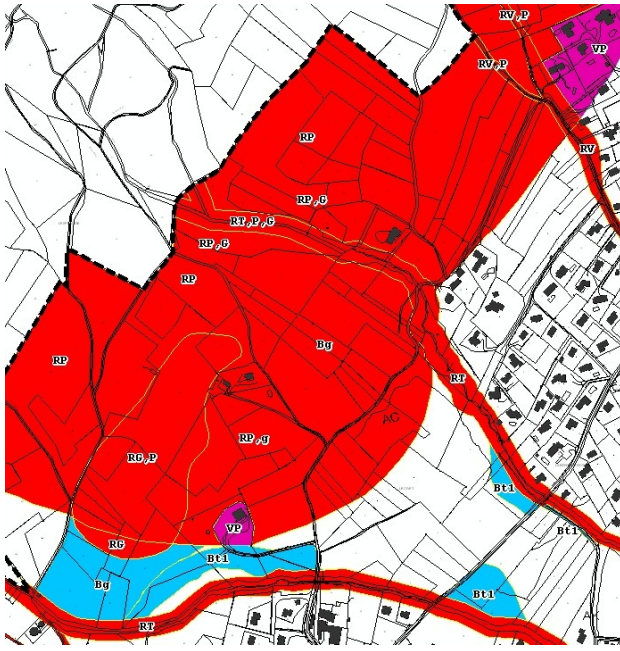 RV,P
VP
RV,P
RP
RV
RP,G
RT,P,G
RP,G
RP
Bg
RP
RT
AC
RP,g
RG,P
Bt1
VP
Bt1
RG
Bt1
Bg
Bt1
RT